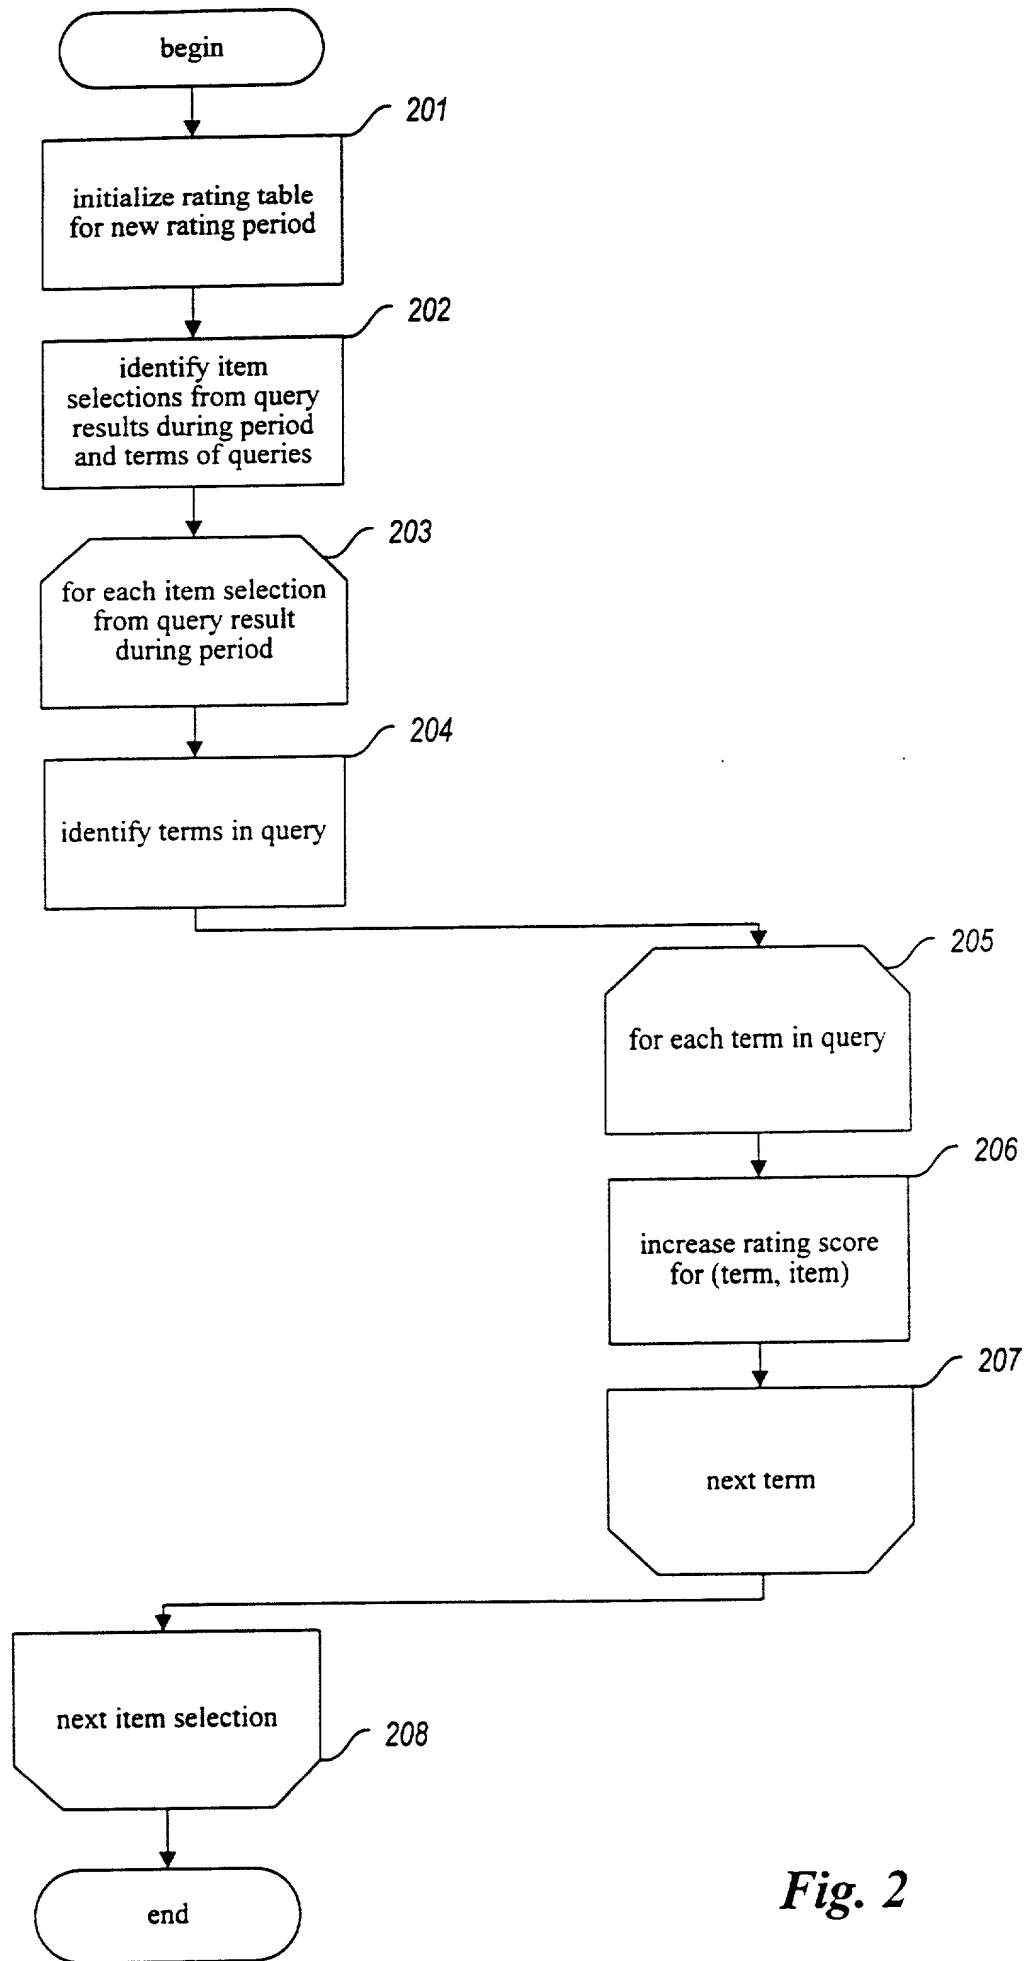 begin
201
initialize rating table
for new rating period
202
identify item
selections from query
results during period
and terms of queries
203
for each item selection
from query result
during period
204
identify terms in query
205
for each term in query
206
increase rating score
for (term, item)
207
next term
next item selection
208
end
Fig. 2